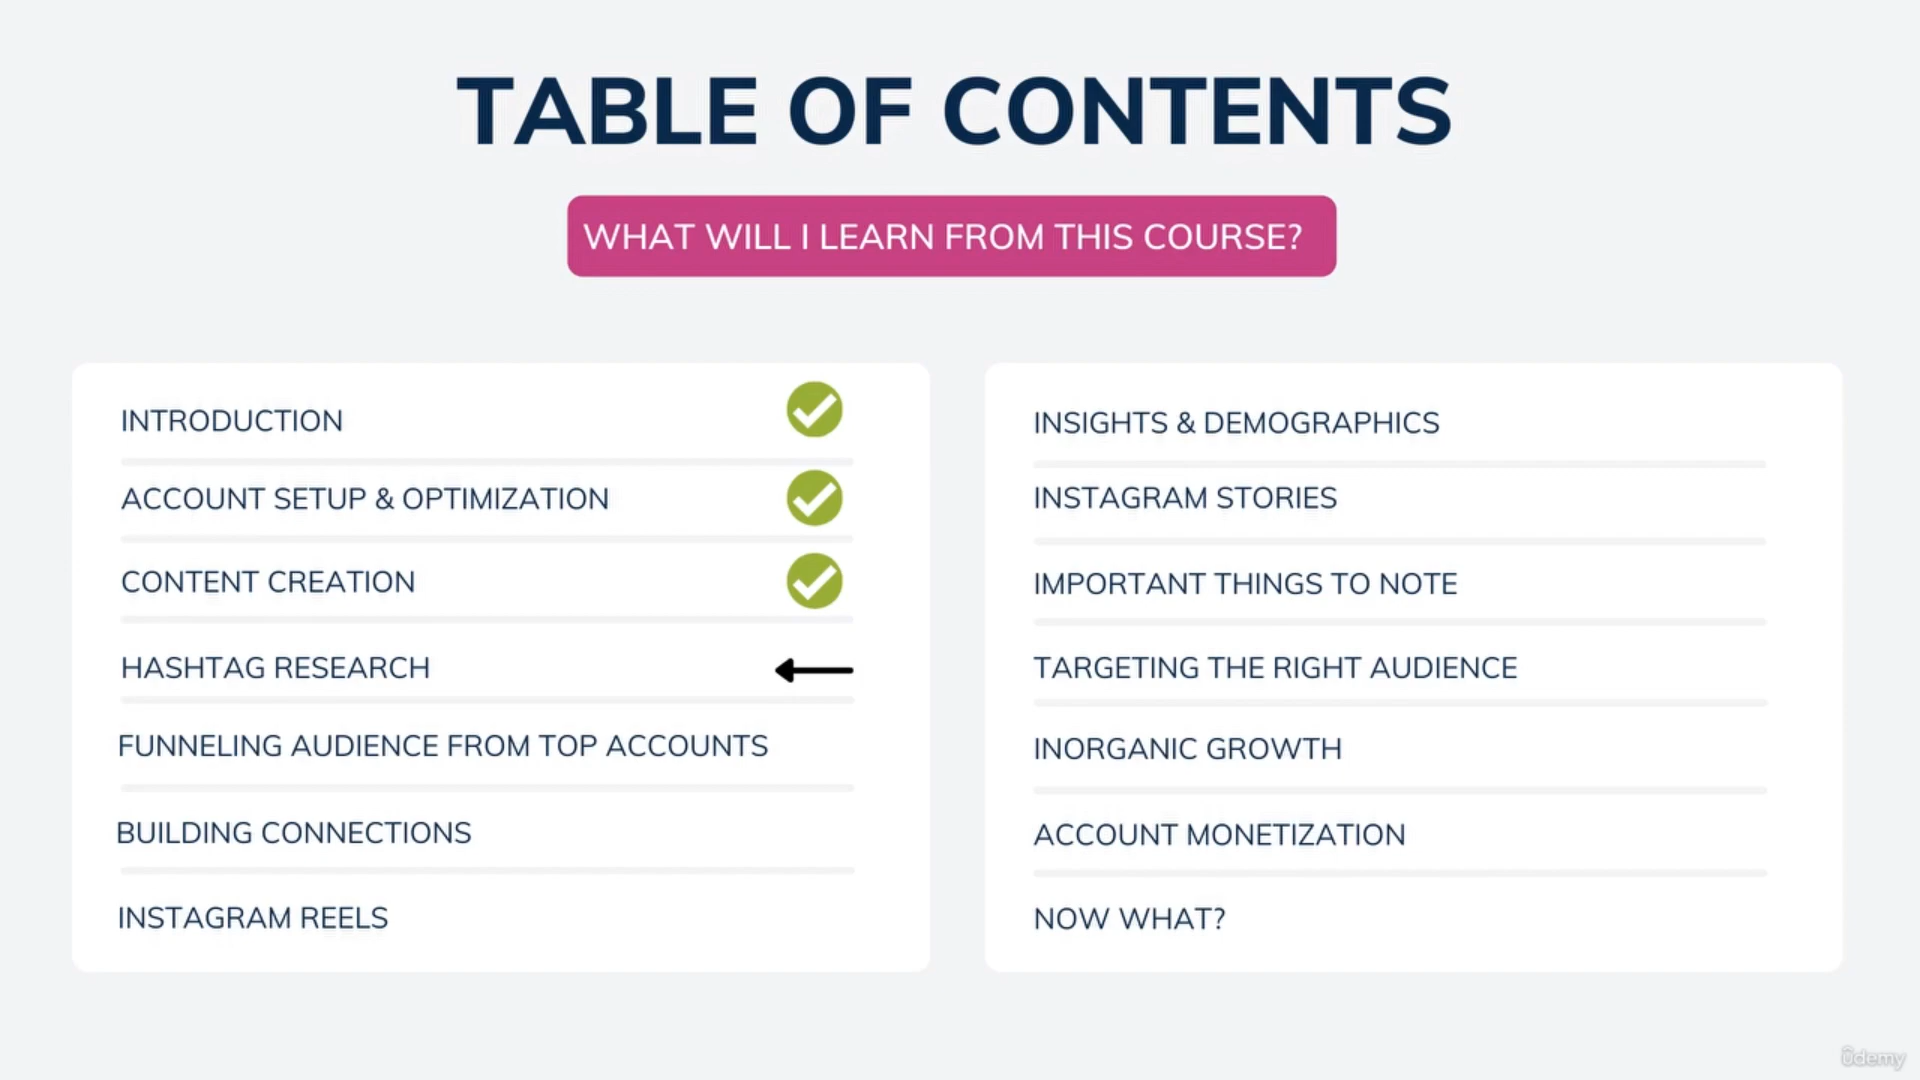 TABLE OF CONTENTS
WHAT WILL I LEARN FROM THIS COURSE?
INTRODUCTION
ACCOUNT SETUP & OPTIMIZATION
CONTENT CREATION
HASHTAG RESEARCH
FUNNELING AUDIENCE FROM TOP ACCOUNTS
BUILDING CONNECTIONS
INSTAGRAM REELS
INSIGHTS & DEMOGRAPHICS
INSTAGRAM STORIES
IMPORTANT THINGS TO NOTE
TARGETING THE RIGHT AUDIENCE
INORGANIC GROWTH
ACCOUNT MONETIZATION
NOW WHAT?
ûdemy